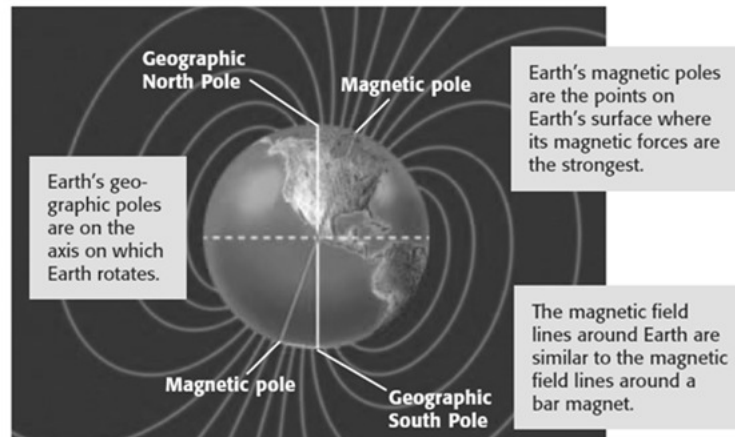 Geographic
North Pole
Magnetic pole
Earth's magnetic poles
are the points on
Earth's surface where
its magnetic forces are
the strongest.
Earth's geo-
graphic poles
are on the
axis on which
Earth rotates.
The magnetic field
lines around Earth are
similar to the magnetic
field lines around a
bar magnet.
Magnetic pole
Geographic
South Pole